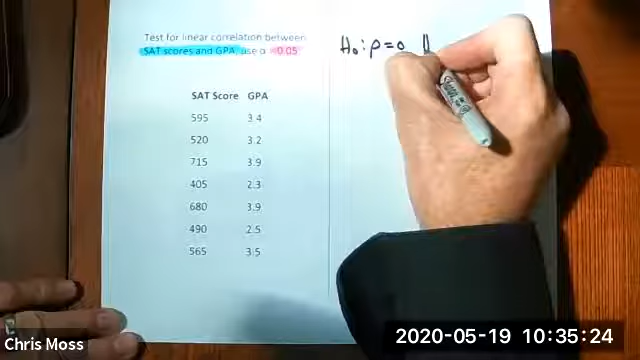 Test for linear correlation between
SAT scores and GPA use α = 0.05
H₀: ρ = 0
SAT Score GPA
595 3.4
520 3.2
715 3.9
405 2.3
680 3.9
490 2.5
565 3.5
Chris Moss
2020-05-19 10:35:24